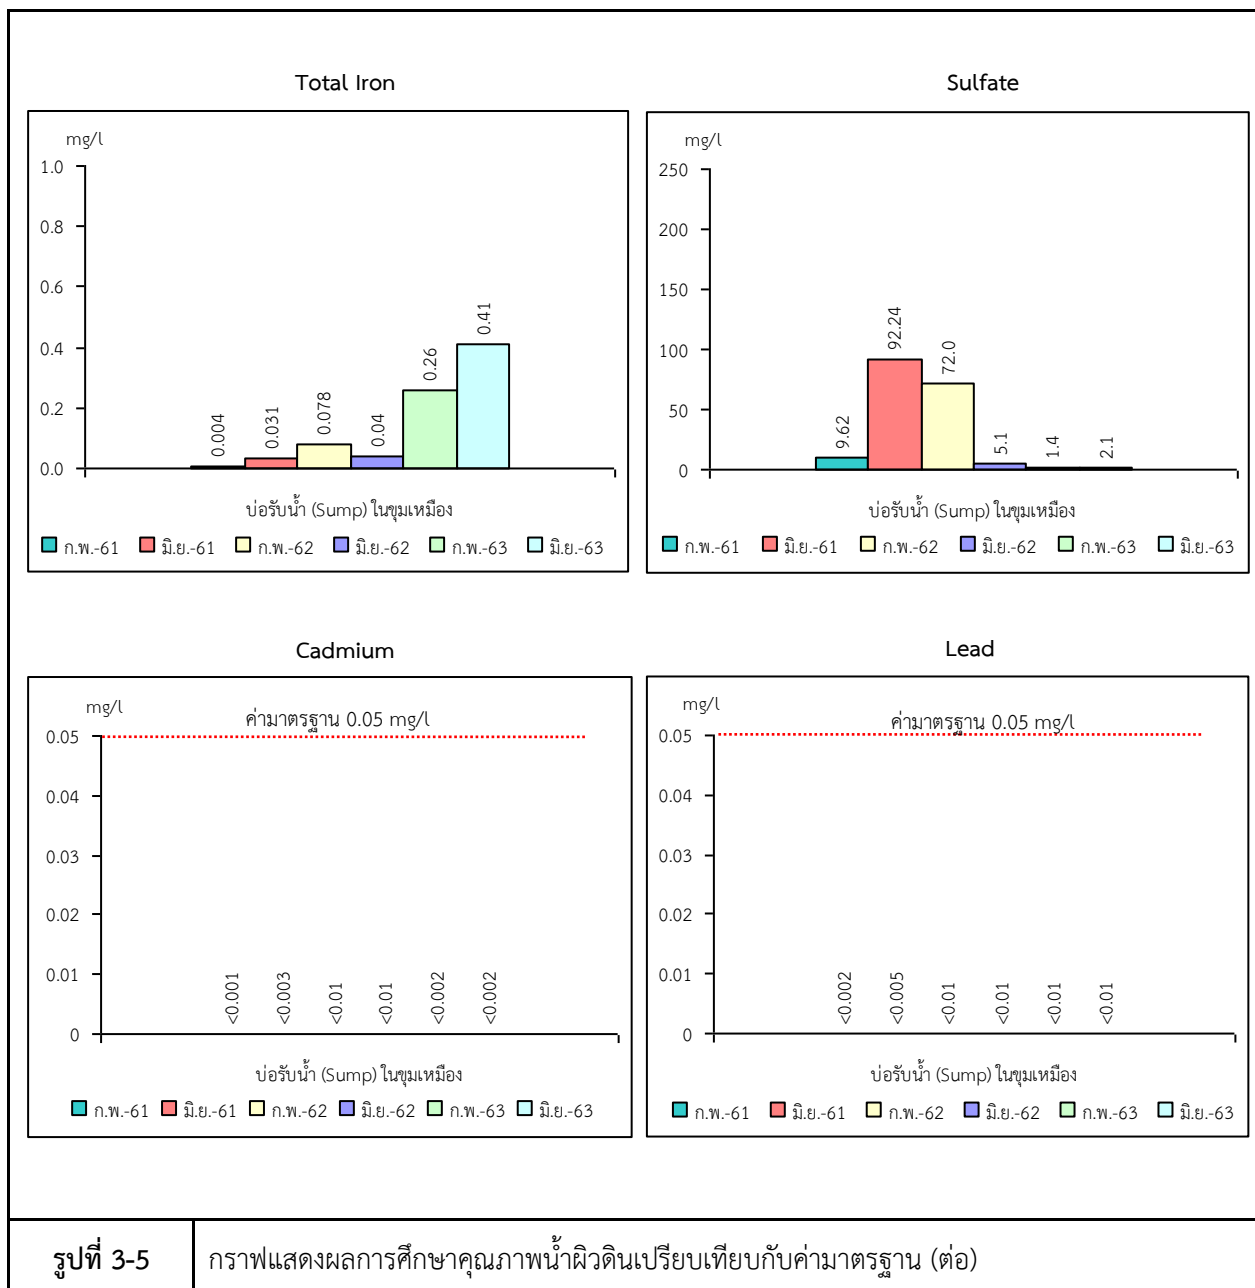 Total Iron
mg/l
1.0
0.8
0.6
0.4
0.2
0.0
0.004
0.031
0.078
0.04
0.26
0.41
บ่อรับน้ำ (Sump) ในขุมเหมือง
ก.พ.-61 มิ.ย.-61 ก.พ.-62 มิ.ย.-62 ก.พ.-63 มิ.ย.-63
Sulfate
mg/l
250
200
150
100
50
0
9.62
92.24
72.0
5.1
1.4
2.1
บ่อรับน้ำ (Sump) ในขุมเหมือง
ก.พ.-61 มิ.ย.-61 ก.พ.-62 มิ.ย.-62 ก.พ.-63 มิ.ย.-63
Cadmium
mg/l
ค่ามาตรฐาน 0.05 mg/l
0.05
0.04
0.03
0.02
0.01
0
<0.001
<0.003
<0.01
<0.01
<0.002
<0.002
บ่อรับน้ำ (Sump) ในขุมเหมือง
ก.พ.-61 มิ.ย.-61 ก.พ.-62 มิ.ย.-62 ก.พ.-63 มิ.ย.-63
Lead
mg/l
ค่ามาตรฐาน 0.05 mg/l
0.05
0.04
0.03
0.02
0.01
0
<0.002
<0.005
<0.01
<0.01
<0.01
<0.01
บ่อรับน้ำ (Sump) ในขุมเหมือง
ก.พ.-61 มิ.ย.-61 ก.พ.-62 มิ.ย.-62 ก.พ.-63 มิ.ย.-63
รูปที่ 3-5 กราฟแสดงผลการศึกษาคุณภาพน้ำผิวดินเปรียบเทียบกับค่ามาตรฐาน (ต่อ)